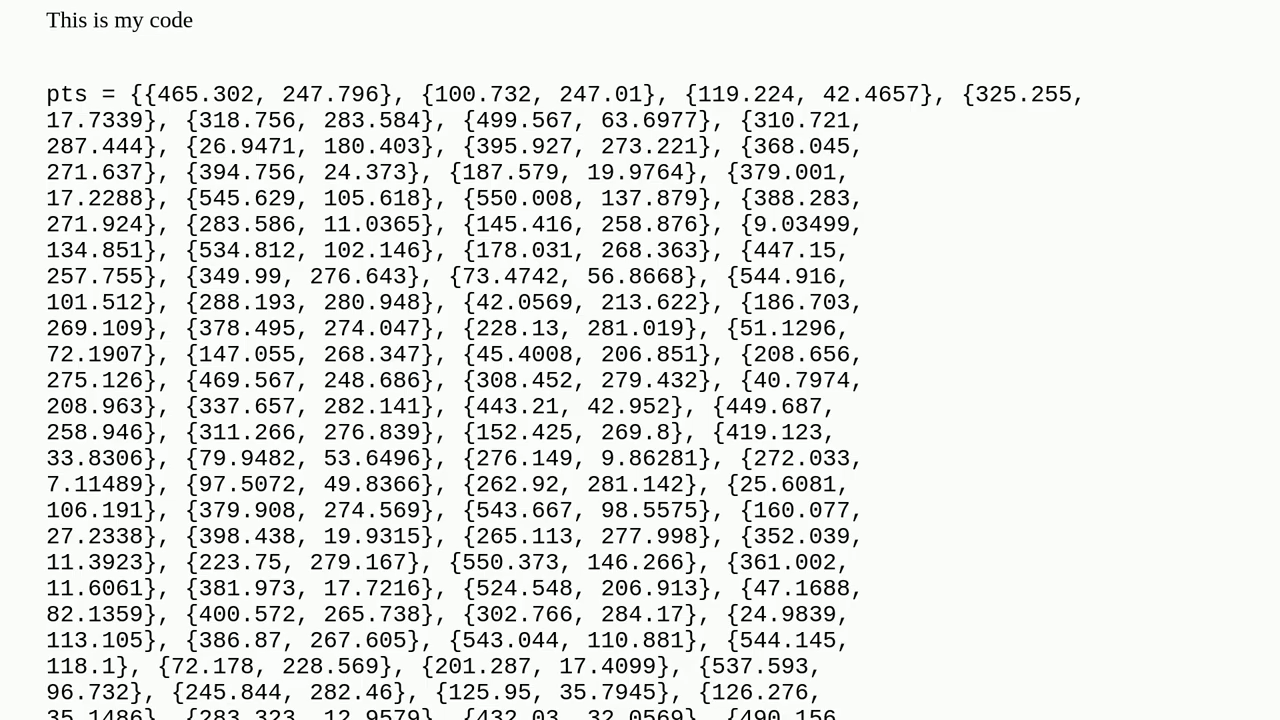 This is my code
pts = {{465.302, 247.796}, {100.732, 247.01}, {119.224, 42.4657}, {325.255,
17.7339}, {318.756, 283.584}, {499.567, 63.6977}, {310.721,
287.444}, {26.9471, 180.403}, {395.927, 273.221}, {368.045,
271.637}, {394.756, 24.373}, {187.579, 19.9764}, {379.001,
17.2288}, {545.629, 105.618}, {550.008, 137.879}, {388.283,
271.924}, {283.586, 11.0365}, {145.416, 258.876}, {9.03499,
134.851}, {534.812, 102.146}, {178.031, 268.363}, {447.15,
257.755}, {349.99, 276.643}, {73.4742, 56.8668}, {544.916,
101.512}, {288.193, 280.948}, {42.0569, 213.622}, {186.703,
269.109}, {378.495, 274.047}, {228.13, 281.019}, {51.1296,
72.1907}, {147.055, 268.347}, {45.4008, 206.851}, {208.656,
275.126}, {469.567, 248.686}, {308.452, 279.432}, {40.7974,
208.963}, {337.657, 282.141}, {443.21, 42.952}, {449.687,
258.946}, {311.266, 276.839}, {152.425, 269.8}, {419.123,
33.8306}, {79.9482, 53.6496}, {276.149, 9.86281}, {272.033,
7.11489}, {97.5072, 49.8366}, {262.92, 281.142}, {25.6081,
106.191}, {379.908, 274.569}, {543.667, 98.5575}, {160.077,
27.2338}, {398.438, 19.9315}, {265.113, 277.998}, {352.039,
11.3923}, {223.75, 279.167}, {550.373, 146.266}, {361.002,
11.6061}, {381.973, 17.7216}, {524.548, 206.913}, {47.1688,
82.1359}, {400.572, 265.738}, {302.766, 284.17}, {24.9839,
113.105}, {386.87, 267.605}, {543.044, 110.881}, {544.145,
118.1}, {72.178, 228.569}, {201.287, 17.4099}, {537.593,
96.732}, {245.844, 282.46}, {125.95, 35.7945}, {126.276,
35.1486}, {283.323, 12.9579}, {432.03, 32.0569}, {490.156,